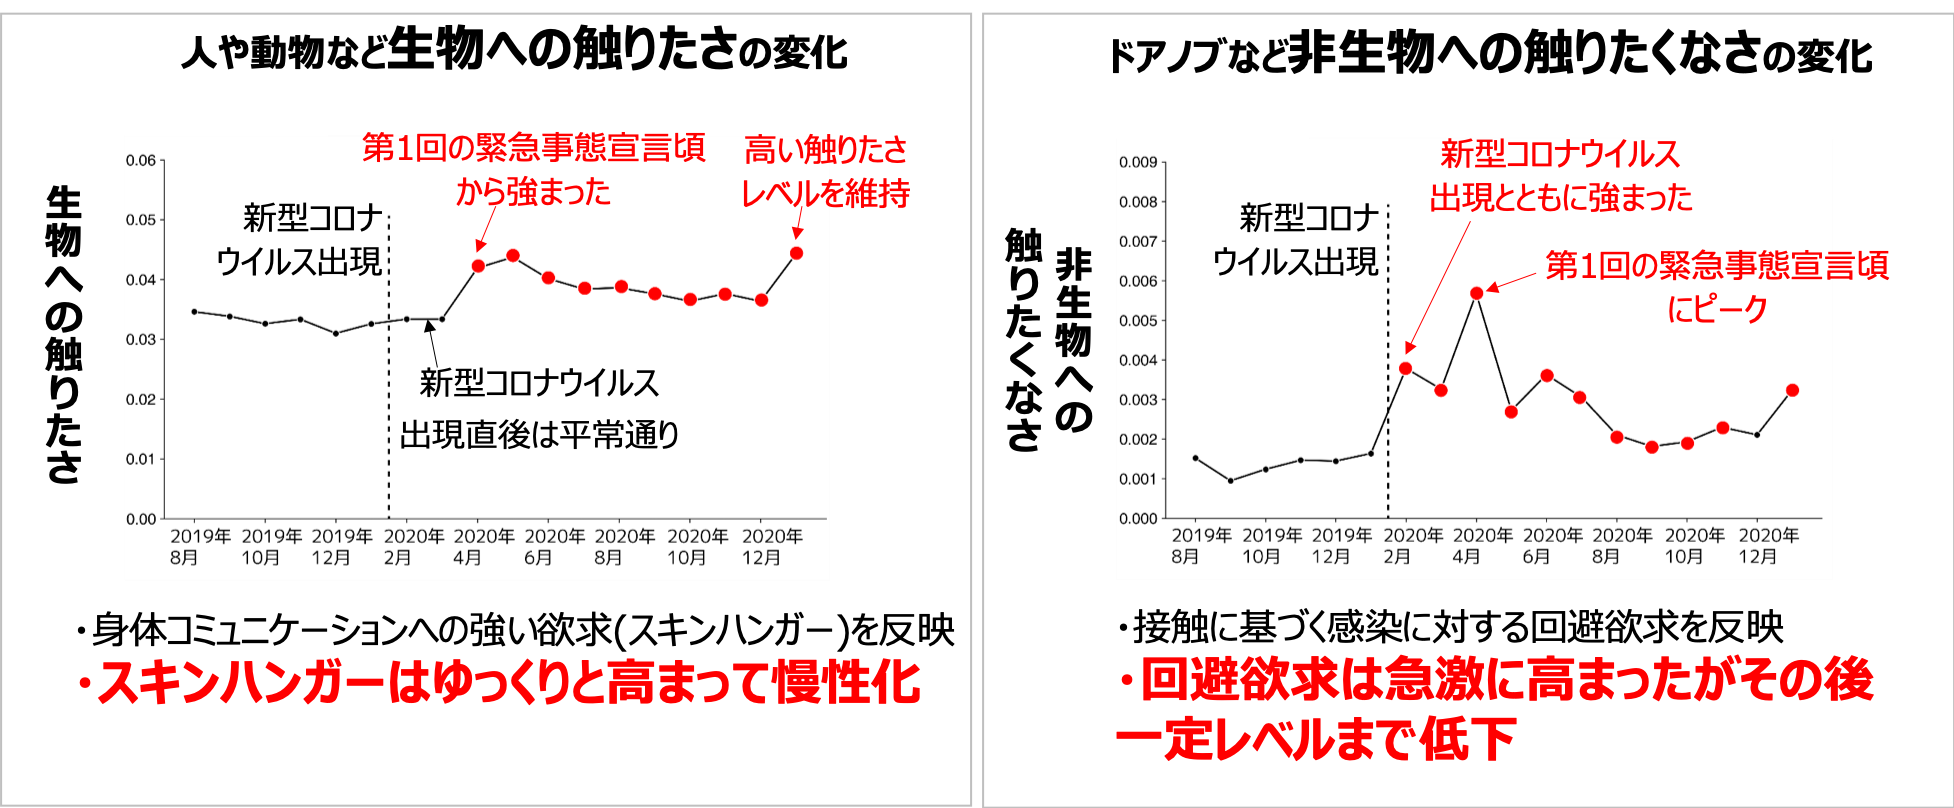 人や動物など生物への触りたさの変化
第1回の緊急事態宣言頃
から強まった
高い触りたさ
レベルを維持
新型コロナ
ウイルス出現
生物への触りたさ
0.06
0.05
0.04
0.03
0.02
0.01
0.00
新型コロナウイルス
出現直後は平常通り
2019年
8月
2019年
10月
2019年
12月
2020年
2月
2020年
4月
2020年
6月
2020年
8月
2020年
10月
2020年
12月
・身体コミュニケーションへの強い欲求(スキンハンガー)を反映
・スキンハンガーはゆっくりと高まって慢性化
ドアノブなど非生物への触りたくなさの変化
新型コロナウイルス
出現とともに強まった
新型コロナ
ウイルス出現
第1回の緊急事態宣言頃
にピーク
非生物への
触りたくなさ
0.009
0.008
0.007
0.006
0.005
0.004
0.003
0.002
0.001
0.000
2019年
8月
2019年
10月
2019年
12月
2020年
2月
2020年
4月
2020年
6月
2020年
8月
2020年
10月
2020年
12月
・接触に基づく感染に対する回避欲求を反映
・回避欲求は急激に高まったがその後
一定レベルまで低下